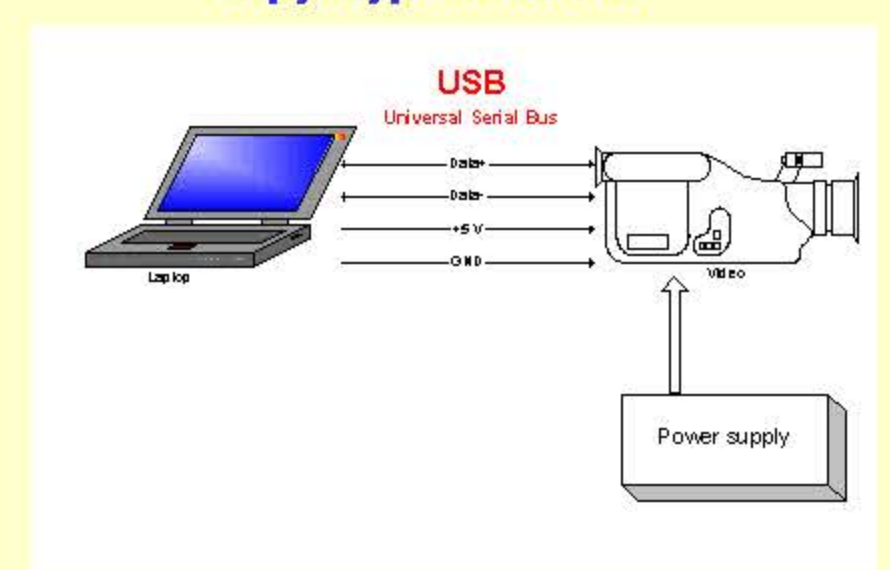 USB
Universal Serial Bus
Data+
Data-
+5 V
GND
Laptop
Video
Power supply